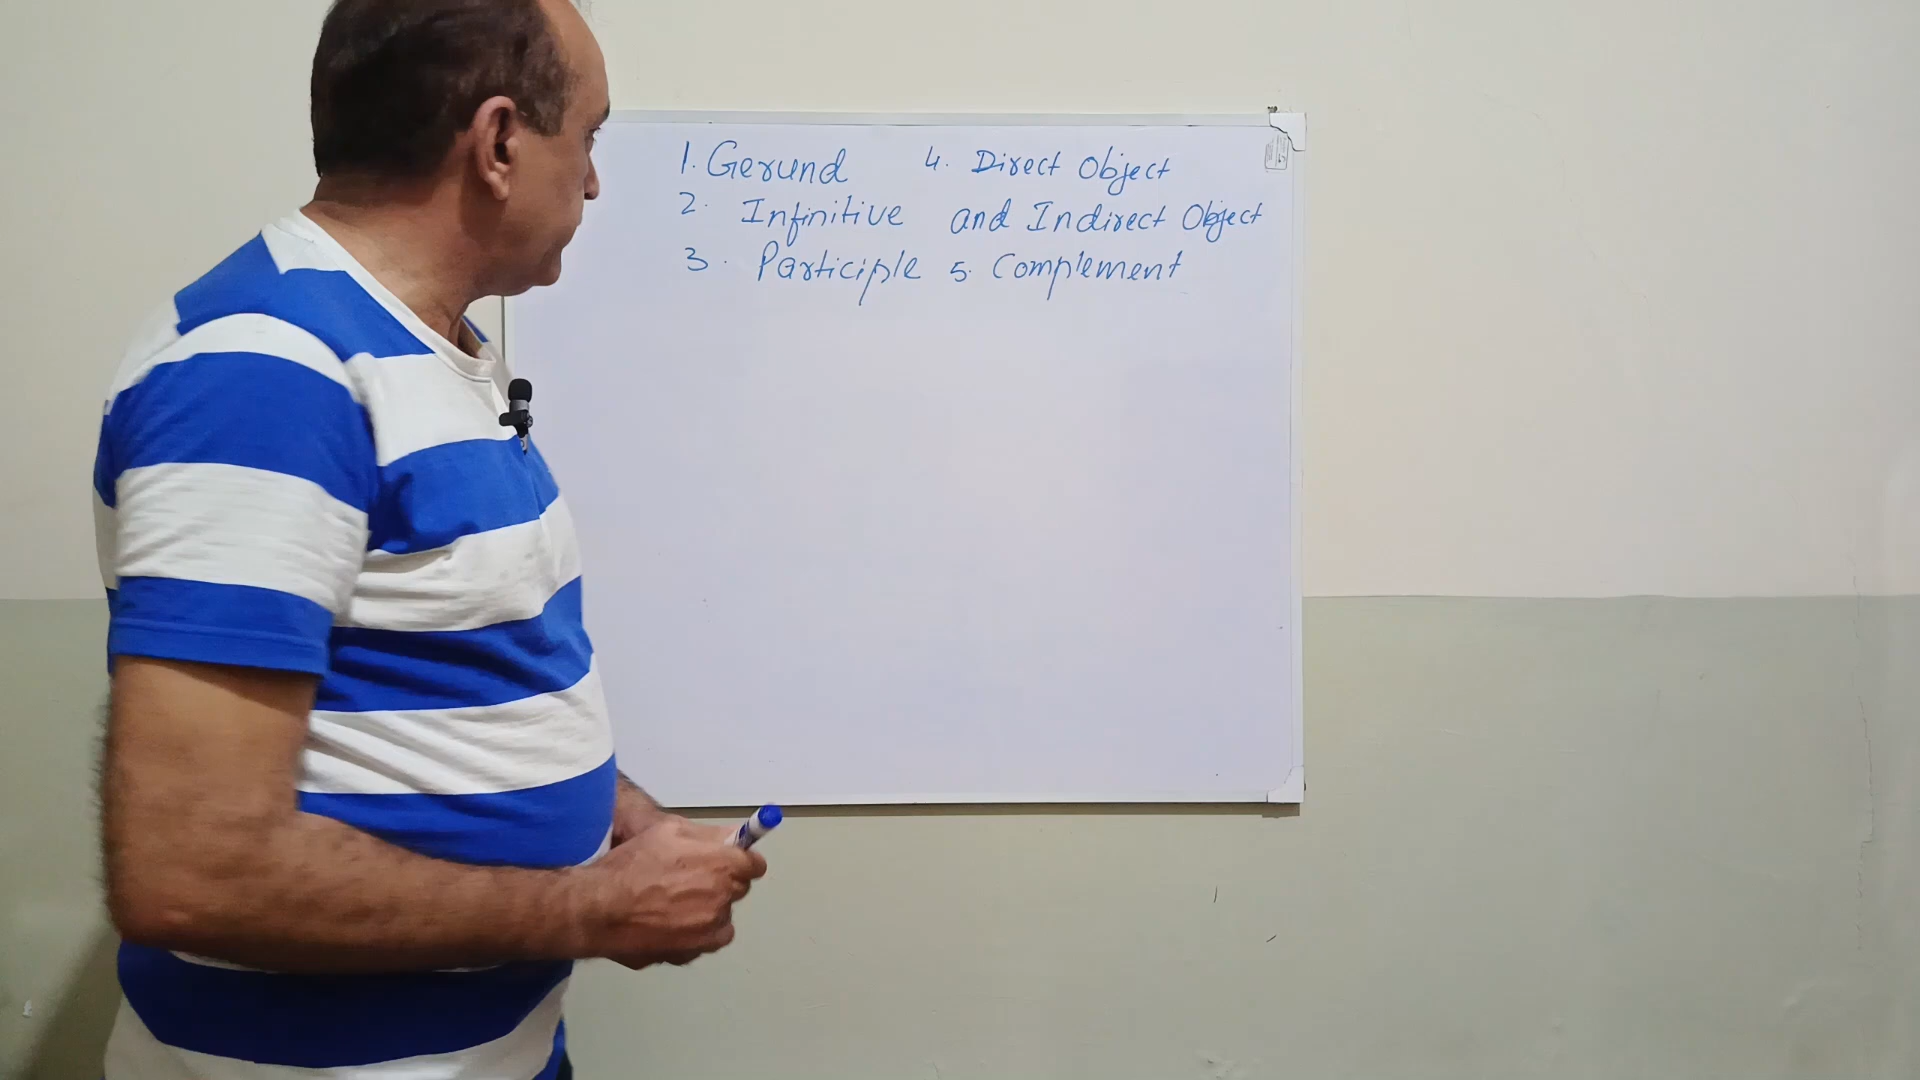 1. Gerund
2. Infinitive
3. Participle
4. Direct Object
and Indirect Object
5. Complement